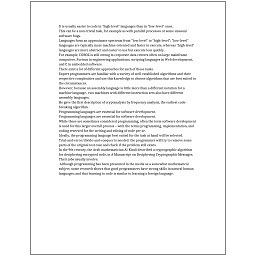 It is usually easier to code in "high-level" languages than in "low-level" ones.
This can be a non-trivial task, for example as with parallel processes or some unusual
software bugs.
Languages form an approximate spectrum from "low-level" to "high-level"; "low-level"
languages are typically more machine-oriented and faster to execute, whereas "high-level"
languages are more abstract and easier to use but execute less quickly.
For example, COBOL is still strong in corporate data centers often on large mainframe
computers, Fortran in engineering applications, scripting languages in Web development,
and C in embedded software.
There exist a lot of different approaches for each of those tasks.
Expert programmers are familiar with a variety of well-established algorithms and their
respective complexities and use this knowledge to choose algorithms that are best suited to
the circumstances.
However, because an assembly language is little more than a different notation for a
machine language, two machines with different instruction sets also have different
assembly languages.
He gave the first description of cryptanalysis by frequency analysis, the earliest code-
breaking algorithm.
Programming languages are essential for software development.
Programming languages are essential for software development.
While these are sometimes considered programming, often the term software development
is used for this larger overall process – with the terms programming, implementation, and
coding reserved for the writing and editing of code per se.
Ideally, the programming language best suited for the task at hand will be selected.
Trial-and-error/divide-and-conquer is needed: the programmer will try to remove some
parts of the original test case and check if the problem still exists.
In the 9th century, the Arab mathematician Al-Kindi described a cryptographic algorithm
for deciphering encrypted code, in A Manuscript on Deciphering Cryptographic Messages.
Their jobs usually involve:
Although programming has been presented in the media as a somewhat mathematical
subject, some research shows that good programmers have strong skills in natural human
languages, and that learning to code is similar to learning a foreign language.